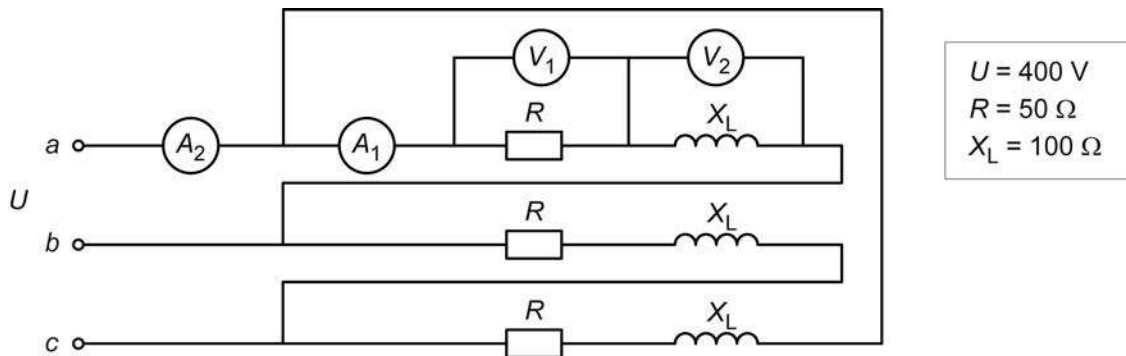 V1 V2
R XL
a A2 A1
U
R XL
b
R XL
c
U = 400 V
R = 50 Ω
XL = 100 Ω